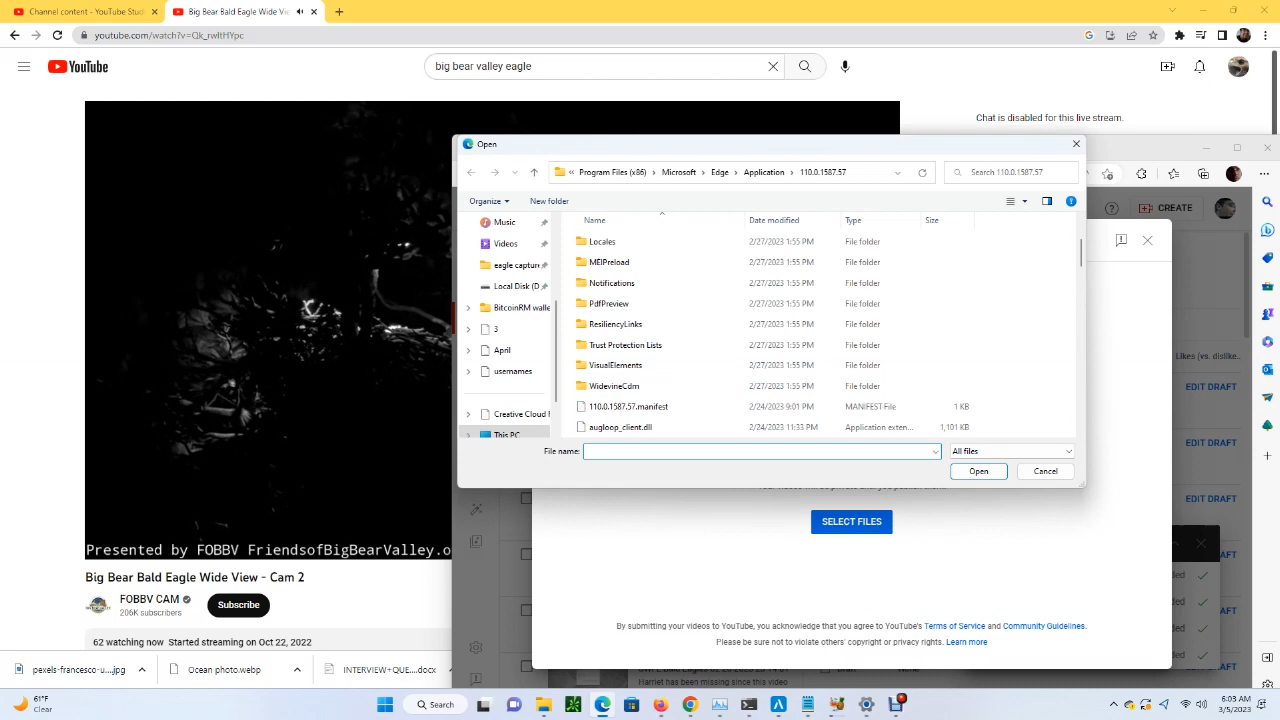 Channel content - YouTube Studi
Big Bear Bald Eagle Wide Vie
youtube.com/watch?v=Qk_rwItHYpc
YouTube
big bear valley eagle
Chat is disabled for this live stream.
Open
Program Files (x86) > Microsoft > Edge > Application > 110.0.1587.57
Search 110.0.1587.57
Organize
New folder
CREATE
Name
Date modified
Type
Size
Music
Videos
eagle capture
Local Disk (D
BitcoinRM walle
3
April
usernames
Creative Cloud F
This PC
Locales 2/27/2023 1:55 PM File folder
MEIPreload 2/27/2023 1:55 PM File folder
Notifications 2/27/2023 1:55 PM File folder
PdfPreview 2/27/2023 1:55 PM File folder
ResiliencyLinks 2/27/2023 1:55 PM File folder
Trust Protection Lists 2/27/2023 1:55 PM File folder
VisualElements 2/27/2023 1:55 PM File folder
WidevineCdm 2/27/2023 1:55 PM File folder
110.0.1587.57.manifest 2/24/2023 9:01 PM MANIFEST File 1 KB
augloop_client.dll 2/24/2023 11:33 PM Application exten... 1,101 KB
File name:
All files
Open
Cancel
Likes (vs. dislike..
EDIT DRAFT
EDIT DRAFT
EDIT DRAFT
SELECT FILES
Presented by FOBBV FriendsofBigBearValley.o
Big Bear Bald Eagle Wide View - Cam 2
FOBBV CAM
206K subscribers
Subscribe
62 watching now Started streaming on Oct 22, 2022
By submitting your videos to YouTube, you acknowledge that you agree to YouTube's Terms of Service and Community Guidelines.
Please be sure not to violate others' copyright or privacy rights. Learn more
Harriet has been missing since this video
pexels-francesco-u....jpg
Ocean photo.webp
INTERVIEW+QUE....docx
61°F
Clear
Search
6:03 AM
3/5/2023